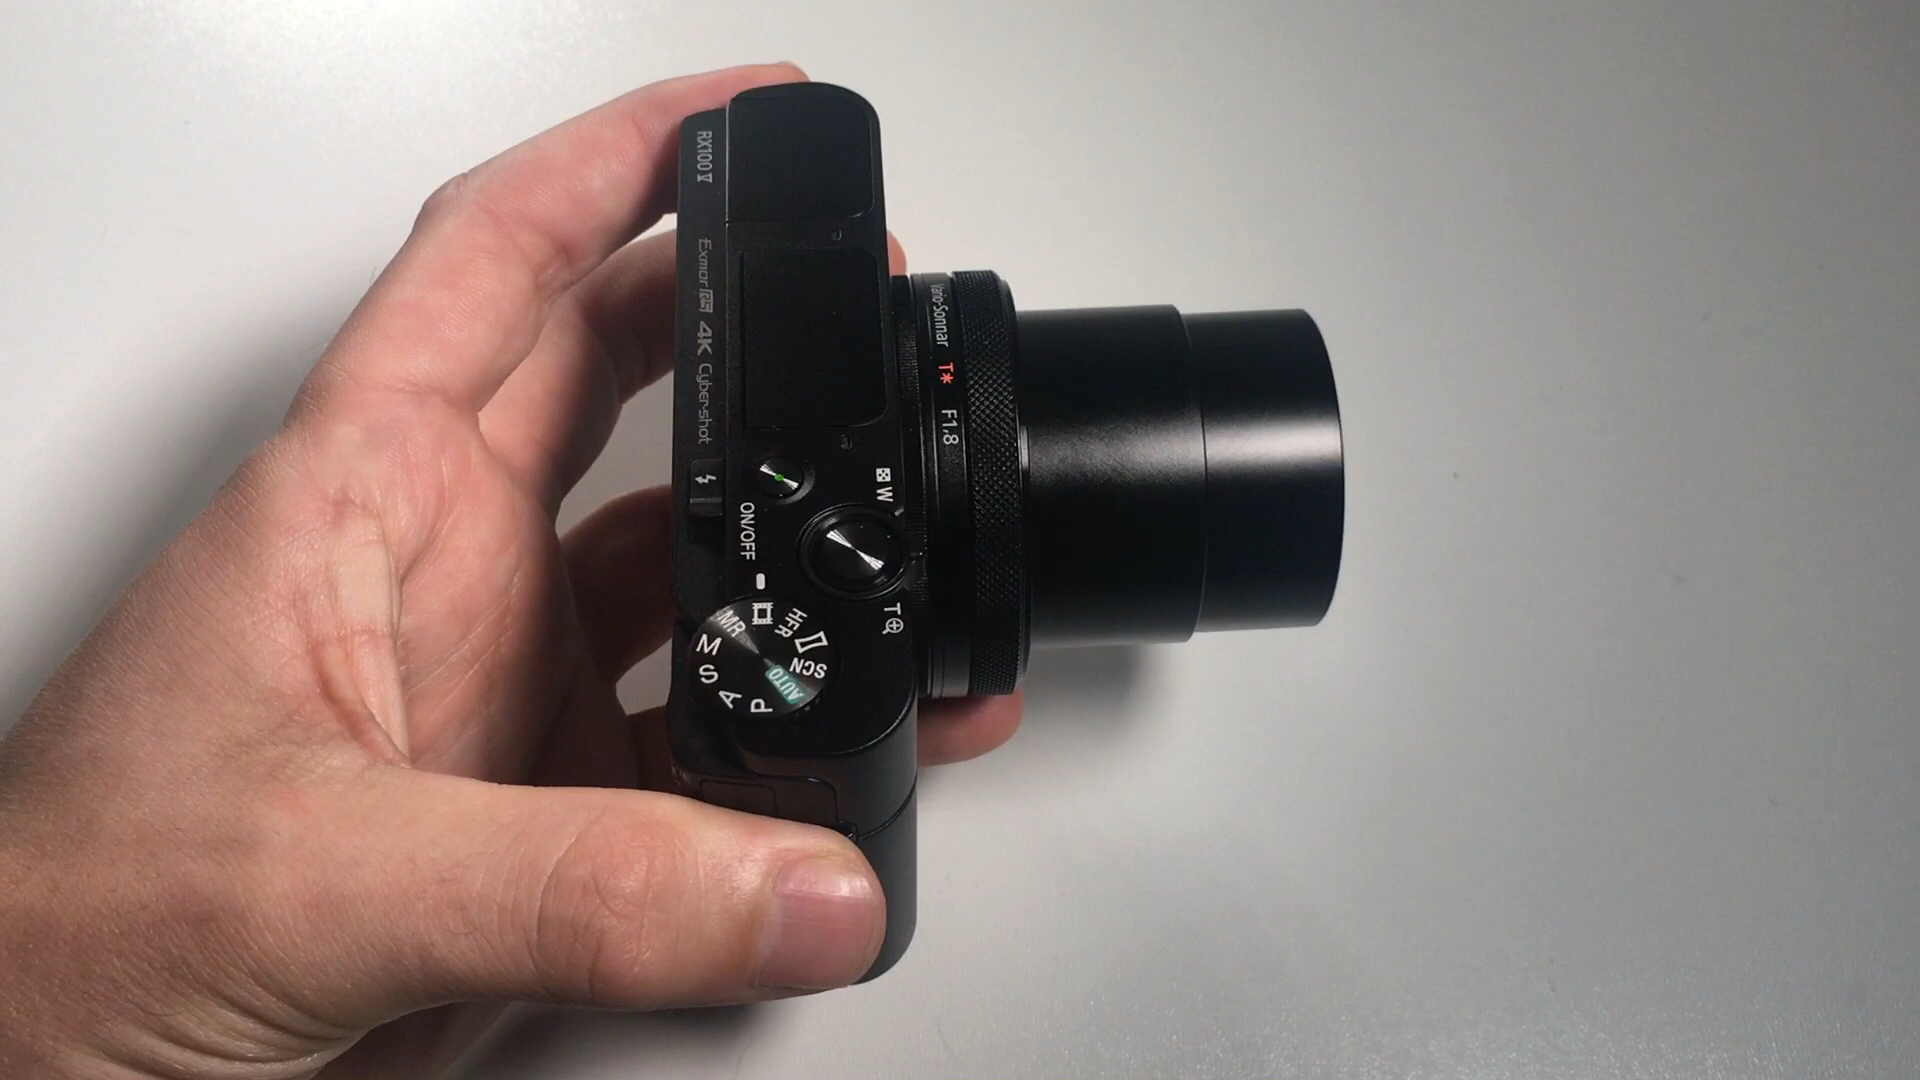 RX100 V
Exmor RS 4K Cyber-shot
Vario-Sonnar T* F1,8
ON/OFF
W
T
MR
M
S
A
P
AUTO
SCN
HFR